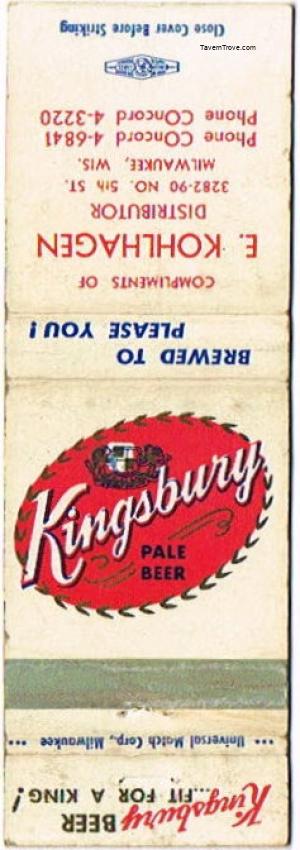 TavernTrove.com
Close Cover Before Striking
COMPLIMENTS OF
E. KOHLHAGEN
DISTRIBUTOR
3282-90 NO. 5th ST.
MILWAUKEE, WIS.
Phone COncord 4-6841
Phone COncord 4-3220
BREWED TO
PLEASE YOU!
Kingsbury
PALE
BEER
*** Universal Match Corp., Milwaukee ***
Kingsbury BEER
...FIT FOR A KING!